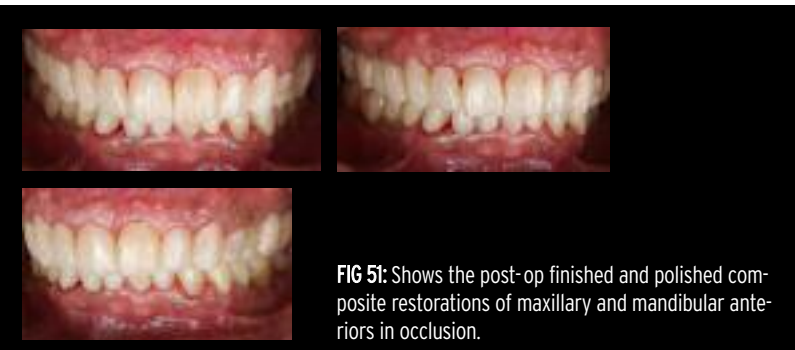 FIG 51: Shows the post-op finished and polished com-
posite restorations of maxillary and mandibular ante-
riors in occlusion.